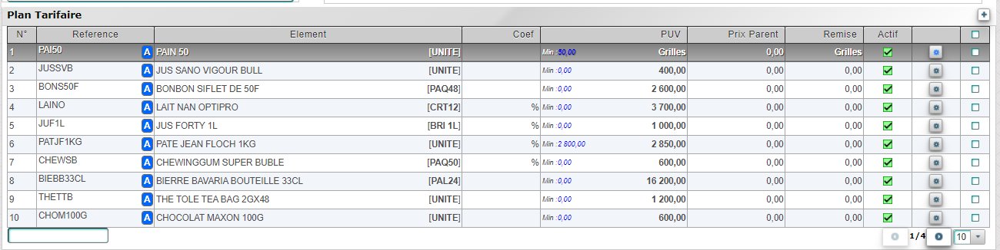 Plan Tarifaire
N° Reference Element Coef PUV Prix Parent Remise Actif
1 PAI50 A PAIN 50 [UNITE] Min :50,00 Grilles 0,00 Grilles
2 JUSSVB A JUS SANO VIGOUR BULL [UNITE] Min :0,00 400,00 0,00 0,00
3 BONS50F A BONBON SIFLET DE 50F [PAQ48] Min :0,00 2 600,00 0,00 0,00
4 LAINO A LAIT NAN OPTIPRO [CRT12] % Min :0,00 3 700,00 0,00 0,00
5 JUF1L A JUS FORTY 1L [BRI 1L] % Min :0,00 1 000,00 0,00 0,00
6 PATJF1KG A PATE JEAN FLOCH 1KG [UNITE] % Min :2 800,00 2 850,00 0,00 0,00
7 CHEWSB A CHEWINGGUM SUPER BUBLE [PAQ50] % Min :0,00 600,00 0,00 0,00
8 BIEBB33CL A BIERRE BAVARIA BOUTEILLE 33CL [PAL24] Min :0,00 16 200,00 0,00 0,00
9 THETTB A THE TOLE TEA BAG 2GX48 [UNITE] Min :0,00 1 200,00 0,00 0,00
10 CHOM100G A CHOCOLAT MAXON 100G [UNITE] Min :0,00 600,00 0,00 0,00
1/4 10